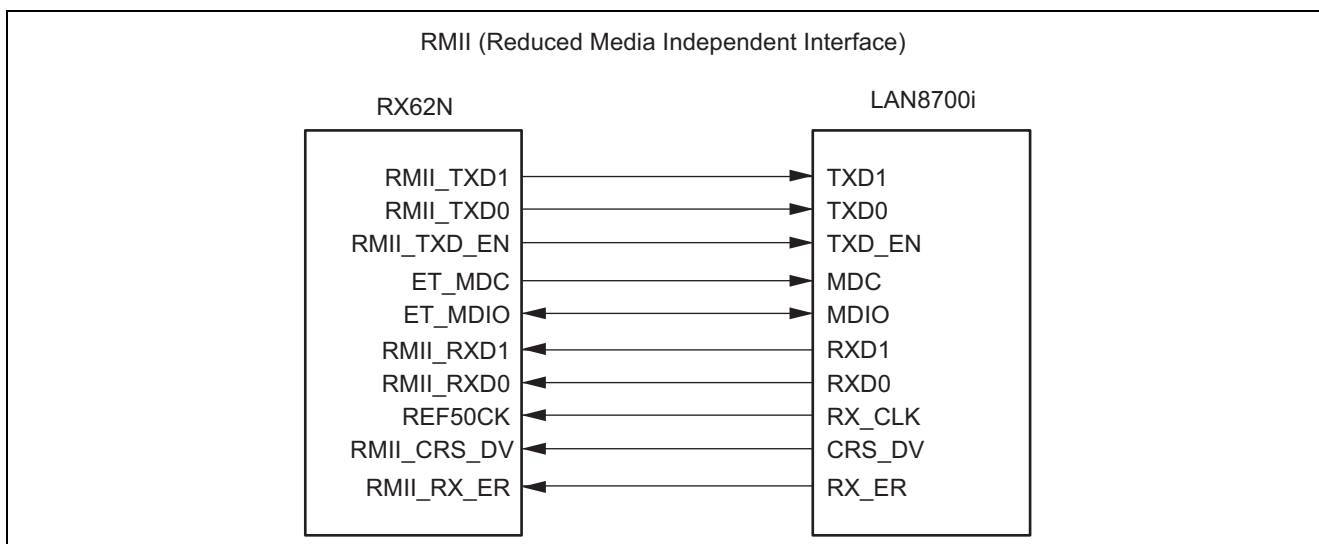 RMII (Reduced Media Independent Interface)
RX62N
LAN8700i
RMII_TXD1
TXD1
RMII_TXD0
TXD0
RMII_TXD_EN
TXD_EN
ET_MDC
MDC
ET_MDIO
MDIO
RMII_RXD1
RXD1
RMII_RXD0
RXD0
REF50CK
RX_CLK
RMII_CRS_DV
CRS_DV
RMII_RX_ER
RX_ER